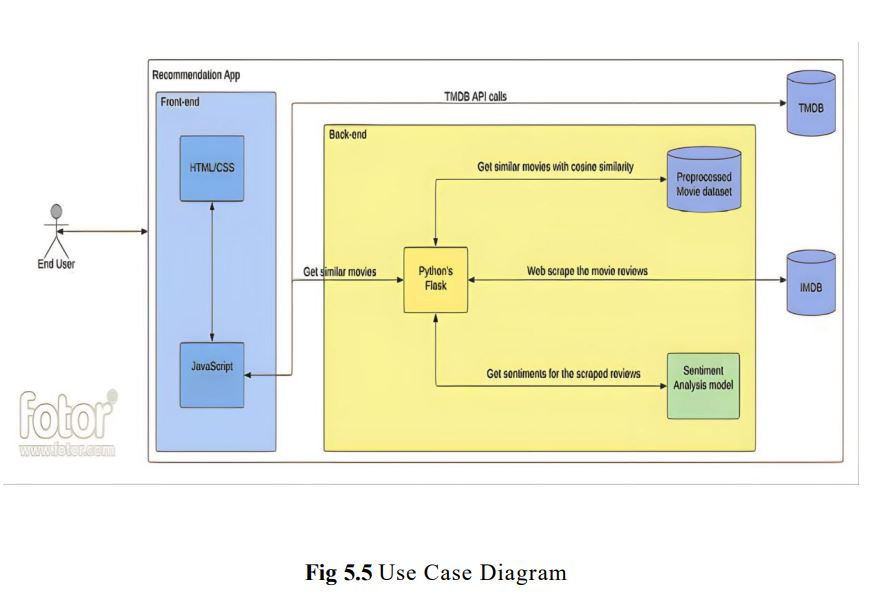 Recommendation App
Front-end
TMDB API calls
TMDB
Back-end
HTML/CSS
Get similar movies with cosine similarity
Preprocessed
Movie dataset
End User
Get similar movies
Python's
Flask
Web scrape the movie reviews
IMDB
JavaScript
Get sentiments for the scraped reviews
Sentiment
Analysis model
fotor
www.fotor.com
Fig 5.5 Use Case Diagram